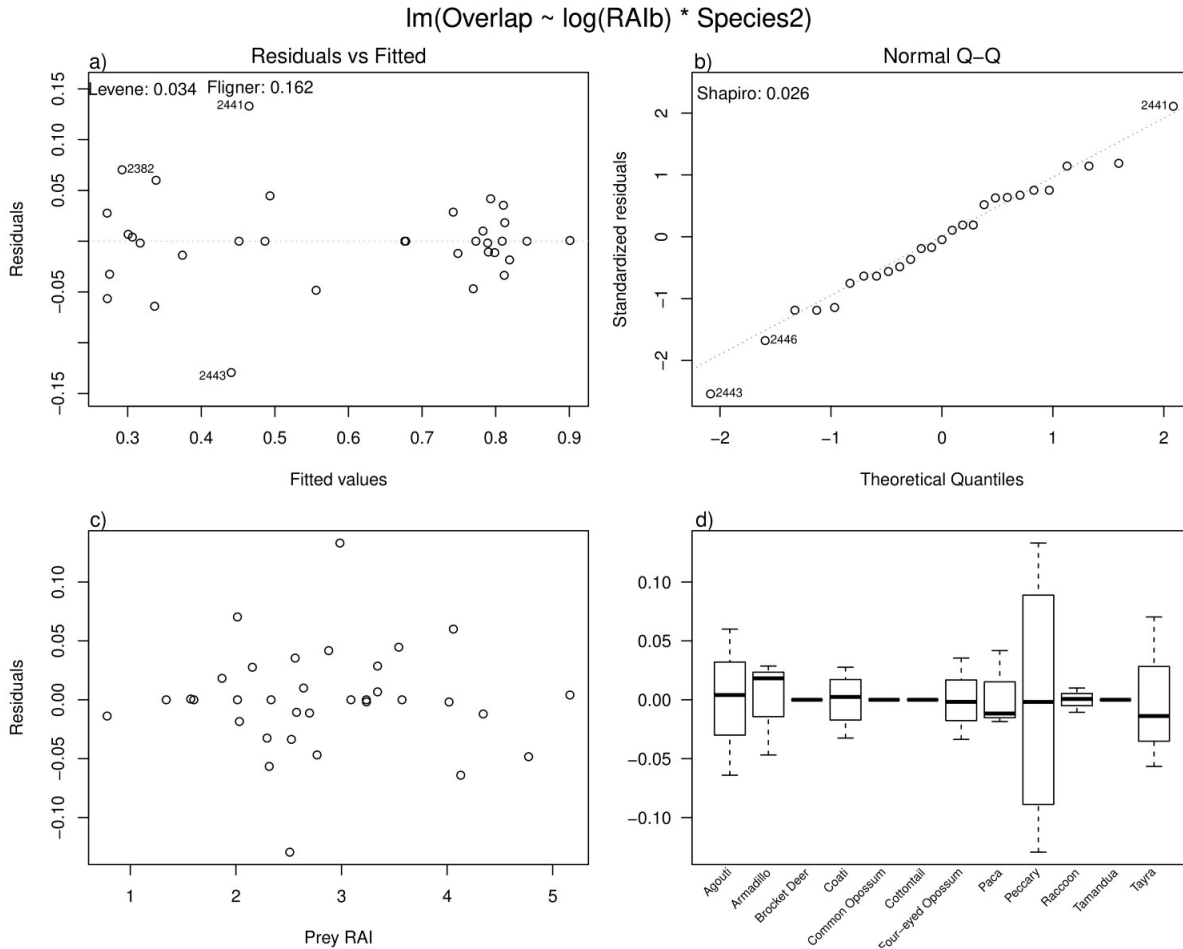 lm(Overlap ~ log(RAIb) * Species2)
a)
Residuals vs Fitted
Levene: 0.034 Fligner: 0.162
2441
2382
2443
0.15
0.10
0.05
−0.05
−0.15
Residuals
0.3 0.4 0.5 0.6 0.7 0.8 0.9
Fitted values
b)
Normal Q−Q
Shapiro: 0.026
2441
2446
2443
2
1
0
−1
−2
Standardized residuals
−2 −1 0 1 2
Theoretical Quantiles
c)
0.10
0.05
0.00
−0.05
−0.10
Residuals
1 2 3 4 5
Prey RAI
d)
0.10
0.05
0.00
−0.05
−0.10
Agouti
Armadillo
Brocket Deer
Coati
Common Opossum
Cottontail
Four−eyed Opossum
Paca
Peccary
Raccoon
Tamandua
Tayra